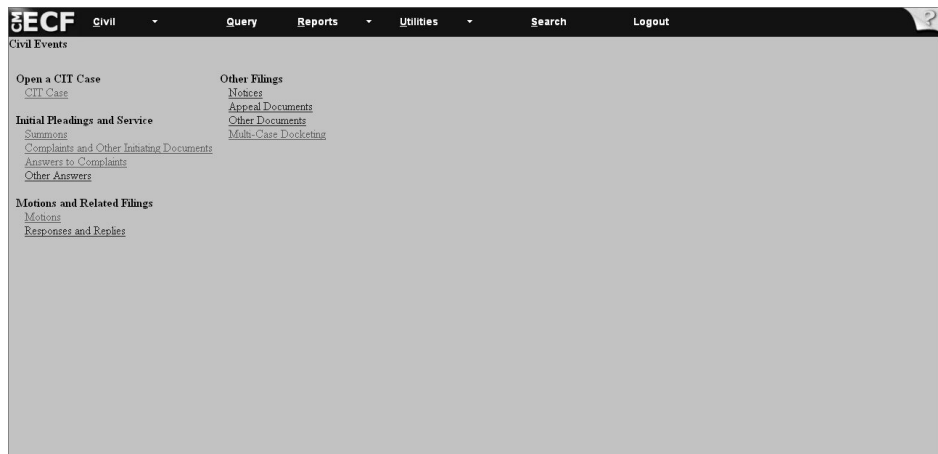 CM ECF Civil Query Reports Utilities Search Logout ?
Civil Events
Open a CIT Case
CIT Case
Initial Pleadings and Service
Summons
Complaints and Other Initiating Documents
Answers to Complaints
Other Answers
Motions and Related Filings
Motions
Responses and Replies
Other Filings
Notices
Appeal Documents
Other Documents
Multi-Case Docketing